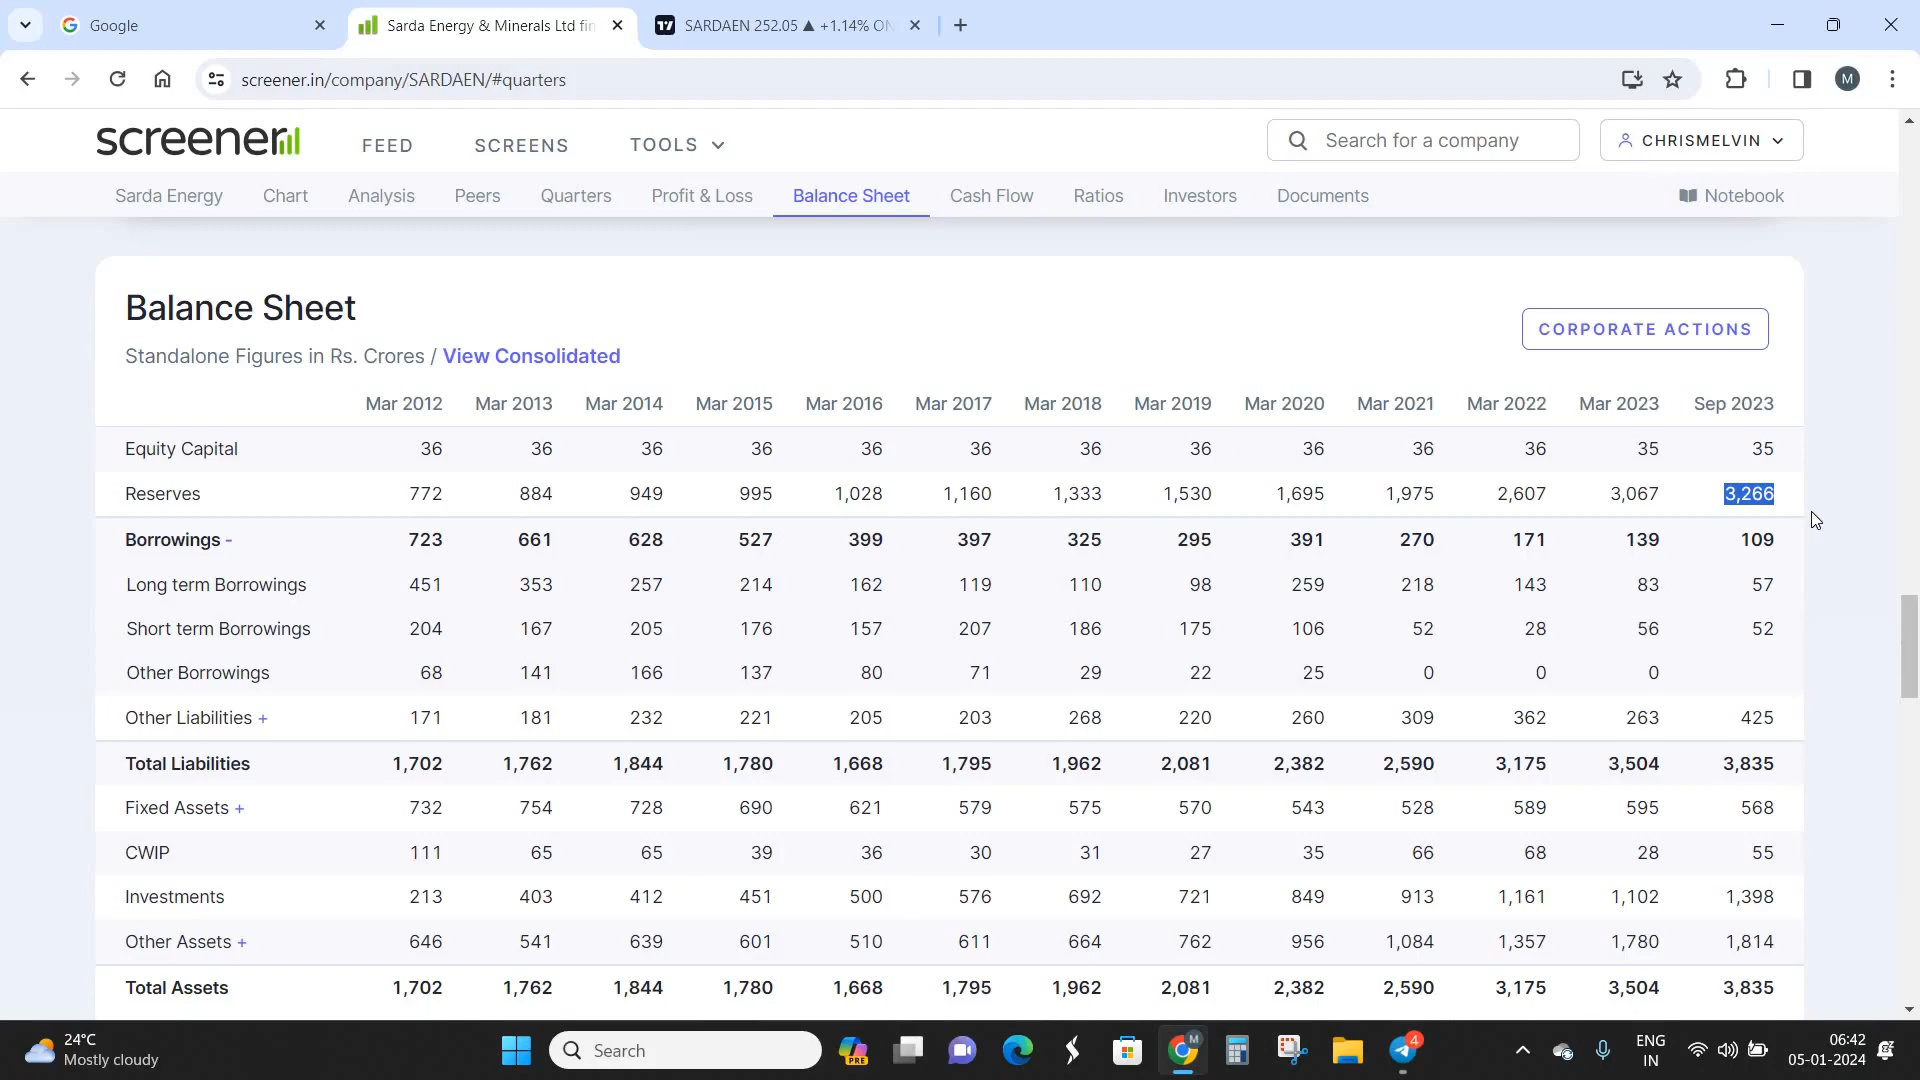 Google
Sarda Energy & Minerals Ltd fin
SARDAEN 252.05 ▲ +1.14% ON
screener.in/company/SARDAEN/#quarters
M
screener
FEED
SCREENS
TOOLS
Search for a company
CHRISMELVIN
Sarda Energy Chart Analysis Peers Quarters Profit & Loss Balance Sheet Cash Flow Ratios Investors Documents Notebook
Balance Sheet
CORPORATE ACTIONS
Standalone Figures in Rs. Crores / View Consolidated
Mar 2012 Mar 2013 Mar 2014 Mar 2015 Mar 2016 Mar 2017 Mar 2018 Mar 2019 Mar 2020 Mar 2021 Mar 2022 Mar 2023 Sep 2023
Equity Capital 36 36 36 36 36 36 36 36 36 36 36 35 35
Reserves 772 884 949 995 1,028 1,160 1,333 1,530 1,695 1,975 2,607 3,067 3,266
Borrowings - 723 661 628 527 399 397 325 295 391 270 171 139 109
Long term Borrowings 451 353 257 214 162 119 110 98 259 218 143 83 57
Short term Borrowings 204 167 205 176 157 207 186 175 106 52 28 56 52
Other Borrowings 68 141 166 137 80 71 29 22 25 0 0 0
Other Liabilities + 171 181 232 221 205 203 268 220 260 309 362 263 425
Total Liabilities 1,702 1,762 1,844 1,780 1,668 1,795 1,962 2,081 2,382 2,590 3,175 3,504 3,835
Fixed Assets + 732 754 728 690 621 579 575 570 543 528 589 595 568
CWIP 111 65 65 39 36 30 31 27 35 66 68 28 55
Investments 213 403 412 451 500 576 692 721 849 913 1,161 1,102 1,398
Other Assets + 646 541 639 601 510 611 664 762 956 1,084 1,357 1,780 1,814
Total Assets 1,702 1,762 1,844 1,780 1,668 1,795 1,962 2,081 2,382 2,590 3,175 3,504 3,835
24°C
Mostly cloudy
Search
PRE
M
4
ENG
IN
06:42
05-01-2024